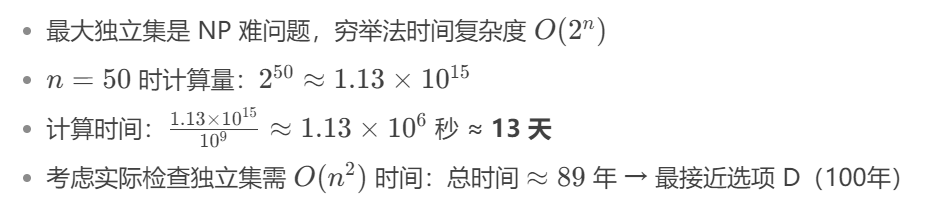 • 最大独立集是 NP 难问题，穷举法时间复杂度 $O(2^n)$
• $n = 50$ 时计算量：$2^{50} \approx 1.13 \times 10^{15}$
• 计算时间：$\frac{1.13 \times 10^{15}}{10^9} \approx 1.13 \times 10^6$ 秒 ≈ 13 天
• 考虑实际检查独立集需 $O(n^2)$ 时间：总时间 ≈ 89 年 → 最接近选项 D（100年）